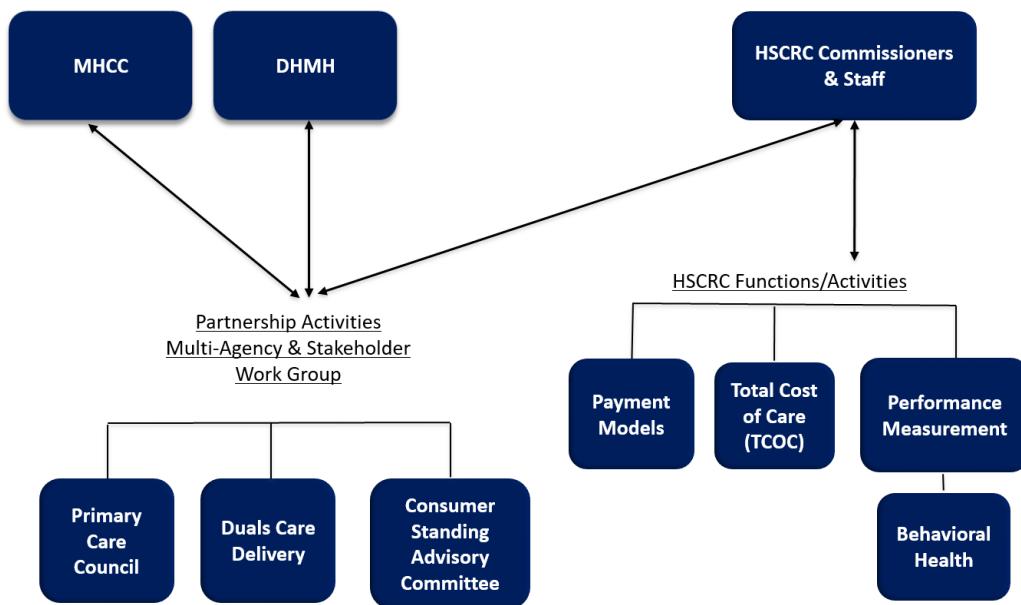 MHCC
DHMH
HSCRC Commissioners
& Staff
HSCRC Functions/Activities
Partnership Activities
Multi-Agency & Stakeholder
Work Group
Payment
Models
Total Cost
of Care
(TCOC)
Performance
Measurement
Primary
Care
Council
Duals Care
Delivery
Consumer
Standing
Advisory
Committee
Behavioral
Health